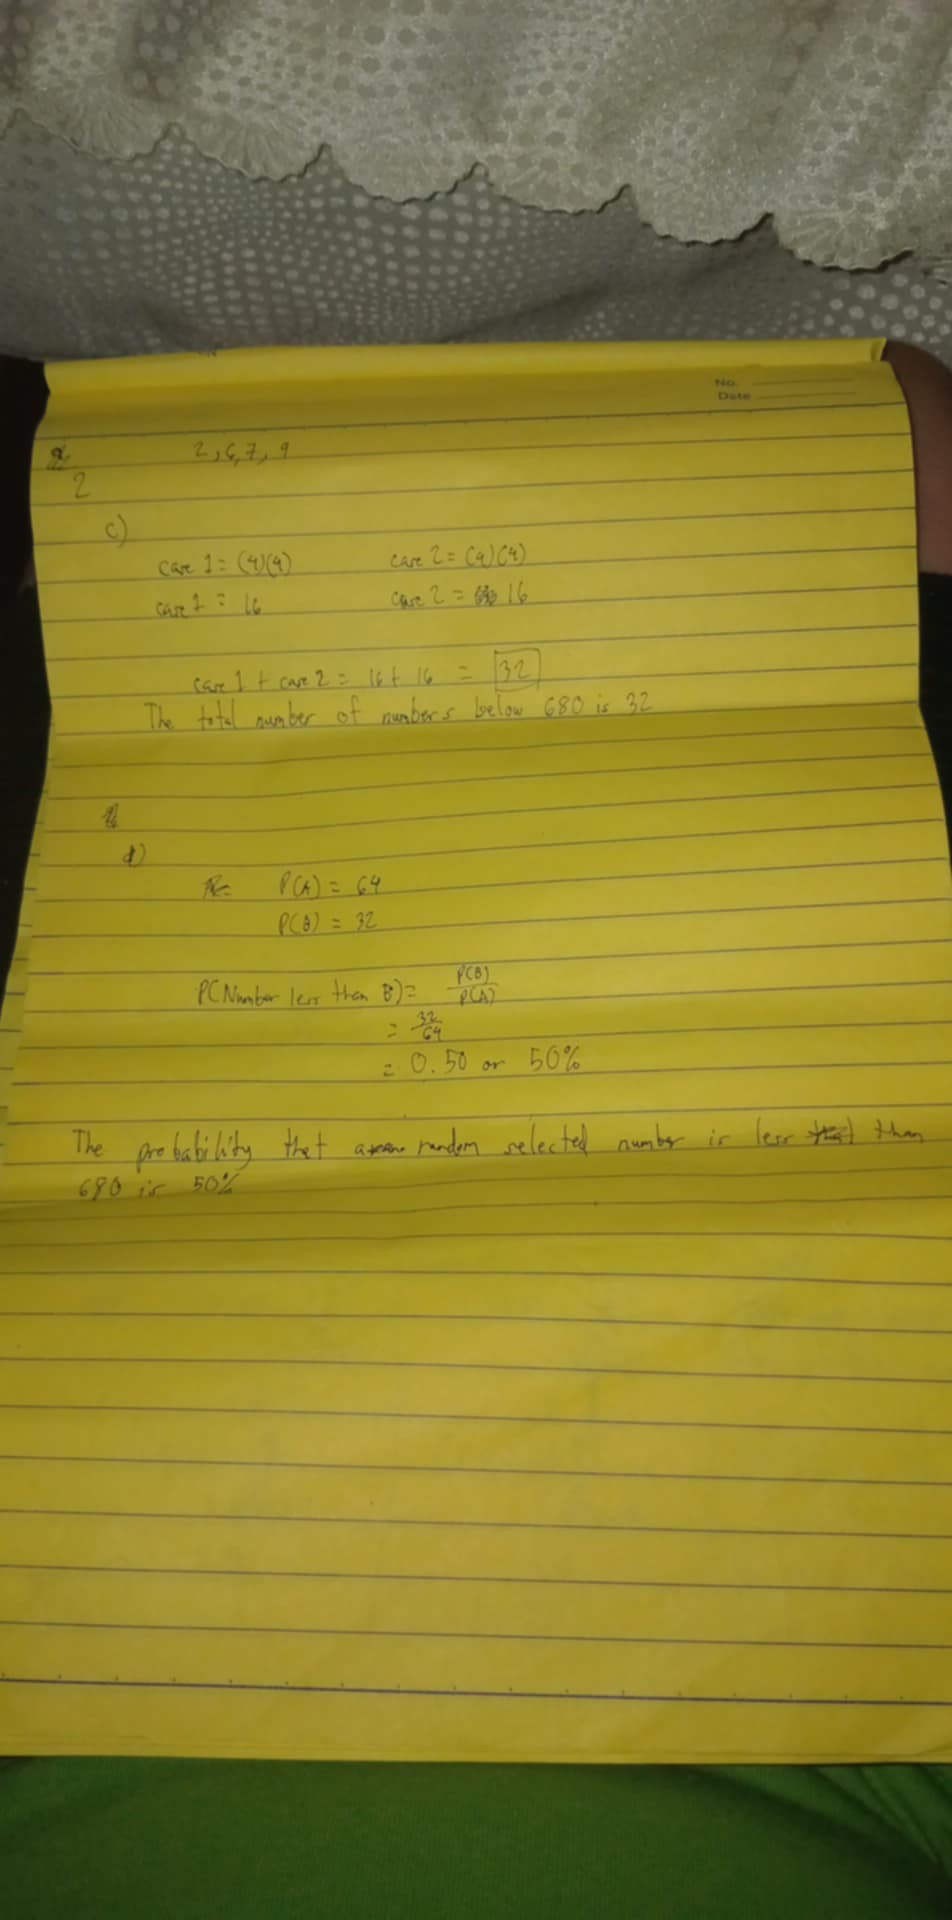 No.
Date
2, 6, 7, 9
2
c)
case 1 = (4)(4) case 2 = (4)(4)
case 1 = 16 case 2 = 16
case 1 + case 2 = 16 + 16 = 32
The total number of numbers below 680 is 32
d)
P(A) = 64
P(B) = 32
P(Number less than B) = P(B)/P(A)
= 32/64
= 0.50 or 50%
The probability that a random selected number is less than
680 is 50%